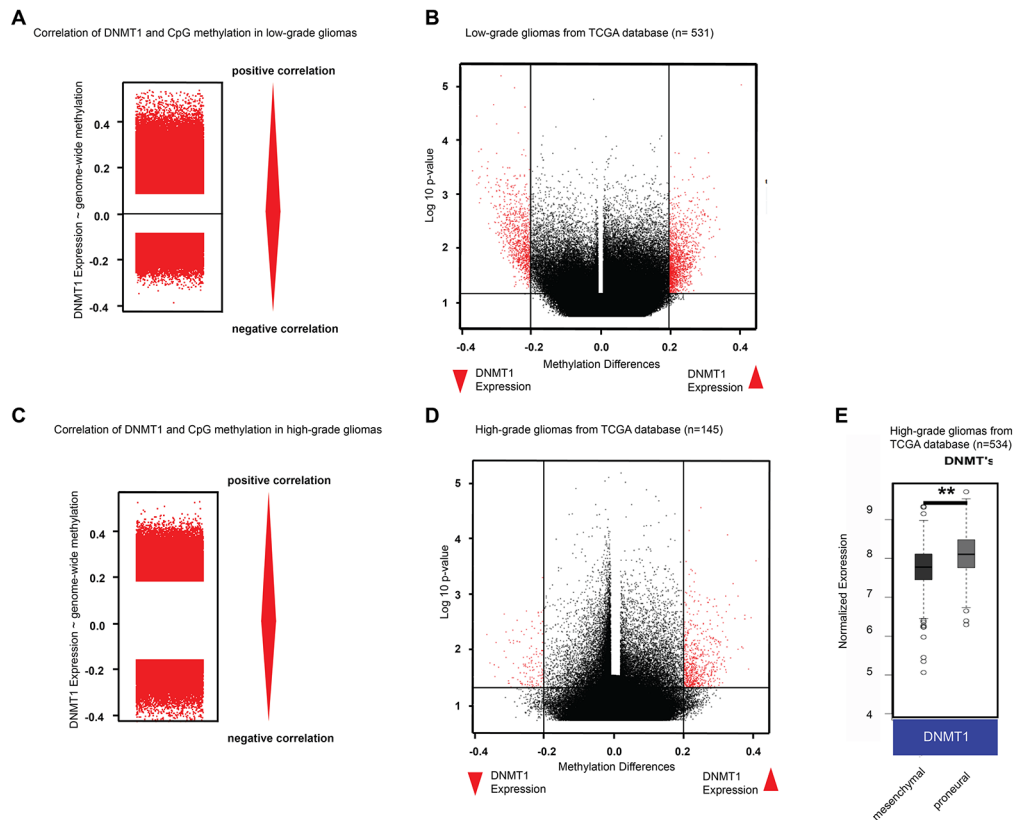 A
Correlation of DNMT1 and CpG methylation in low-grade gliomas
positive correlation
DNMT1 Expression ~ genome-wide methylation
0.4
0.2
0.0
-0.2
-0.4
negative correlation
B
Low-grade gliomas from TCGA database (n= 531)
Log 10 p-value
5
4
3
2
1
-0.4
-0.2
0.0
0.2
0.4
Methylation Differences
DNMT1
Expression
DNMT1
Expression
C
Correlation of DNMT1 and CpG methylation in high-grade gliomas
positive correlation
DNMT1 Expression ~ genome-wide methylation
0.4
0.2
0.0
-0.2
-0.4
negative correlation
D
High-grade gliomas from TCGA database (n=145)
Log 10 p-value
5
4
3
2
1
-0.4
-0.2
0.0
0.2
0.4
Methylation Differences
DNMT1
Expression
DNMT1
Expression
E
High-grade gliomas from
TCGA database (n=534)
DNMT's
**
Normalized Expression
9
8
7
6
5
4
DNMT1
mesenchymal
proneural